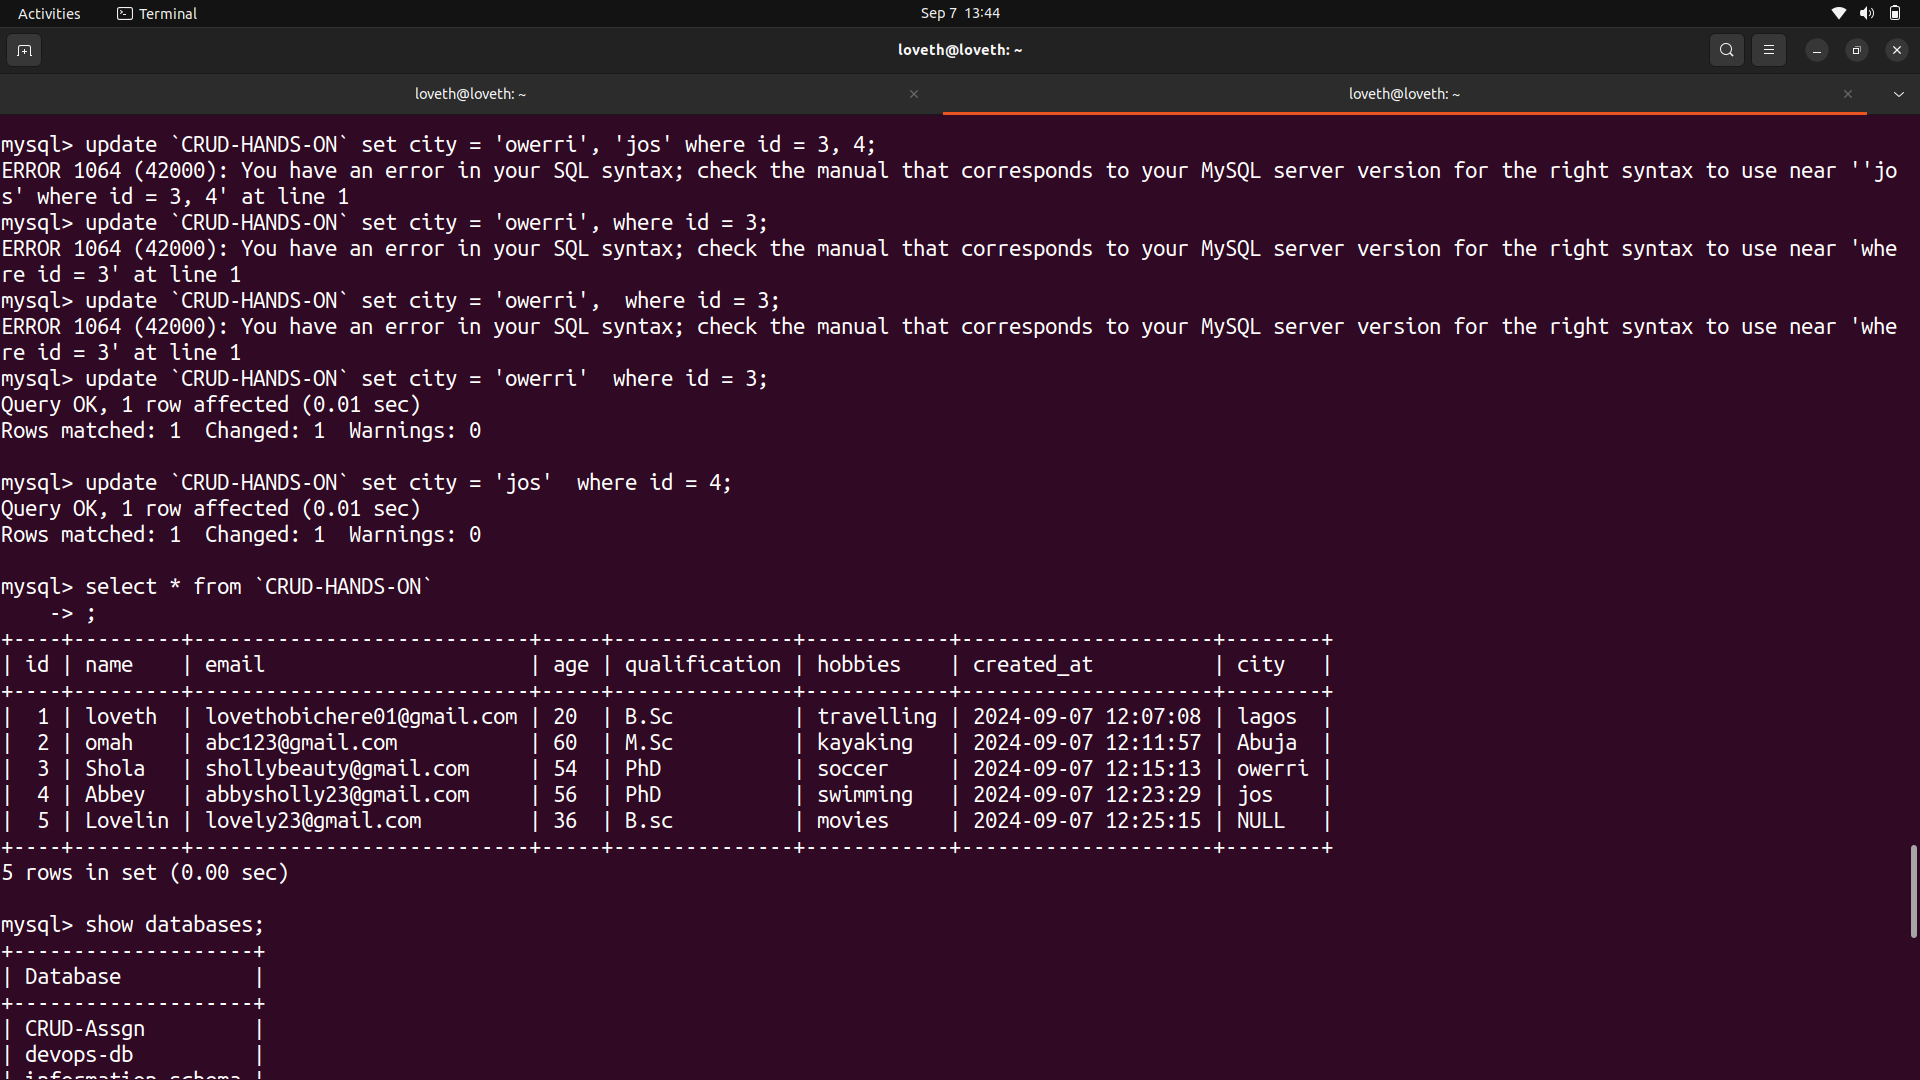 Activities
Terminal
Sep 7 13:44
loveth@loveth: ~
loveth@loveth: ~
loveth@loveth: ~
mysql> update `CRUD-HANDS-ON` set city = 'owerri', 'jos' where id = 3, 4;
ERROR 1064 (42000): You have an error in your SQL syntax; check the manual that corresponds to your MySQL server version for the right syntax to use near ''jo
s' where id = 3, 4' at line 1
mysql> update `CRUD-HANDS-ON` set city = 'owerri', where id = 3;
ERROR 1064 (42000): You have an error in your SQL syntax; check the manual that corresponds to your MySQL server version for the right syntax to use near 'whe
re id = 3' at line 1
mysql> update `CRUD-HANDS-ON` set city = 'owerri',  where id = 3;
ERROR 1064 (42000): You have an error in your SQL syntax; check the manual that corresponds to your MySQL server version for the right syntax to use near 'whe
re id = 3' at line 1
mysql> update `CRUD-HANDS-ON` set city = 'owerri'  where id = 3;
Query OK, 1 row affected (0.01 sec)
Rows matched: 1  Changed: 1  Warnings: 0
mysql> update `CRUD-HANDS-ON` set city = 'jos'  where id = 4;
Query OK, 1 row affected (0.01 sec)
Rows matched: 1  Changed: 1  Warnings: 0
mysql> select * from `CRUD-HANDS-ON`
    -> ;
+----+---------+----------------------------+-----+---------------+------------+---------------------+--------+
| id | name    | email                      | age | qualification | hobbies    | created_at          | city   |
+----+---------+----------------------------+-----+---------------+------------+---------------------+--------+
|  1 | loveth  | lovethobichere01@gmail.com | 20  | B.Sc          | travelling | 2024-09-07 12:07:08 | lagos  |
|  2 | omah    | abc123@gmail.com           | 60  | M.Sc          | kayaking   | 2024-09-07 12:11:57 | Abuja  |
|  3 | Shola   | shollybeauty@gmail.com     | 54  | PhD           | soccer     | 2024-09-07 12:15:13 | owerri |
|  4 | Abbey   | abbysholly23@gmail.com     | 56  | PhD           | swimming   | 2024-09-07 12:23:29 | jos    |
|  5 | Lovelin | lovely23@gmail.com         | 36  | B.sc          | movies     | 2024-09-07 12:25:15 | NULL   |
+----+---------+----------------------------+-----+---------------+------------+---------------------+--------+
5 rows in set (0.00 sec)
mysql> show databases;
+--------------------+
| Database           |
+--------------------+
| CRUD-Assgn         |
| devops-db          |
| information_schema |